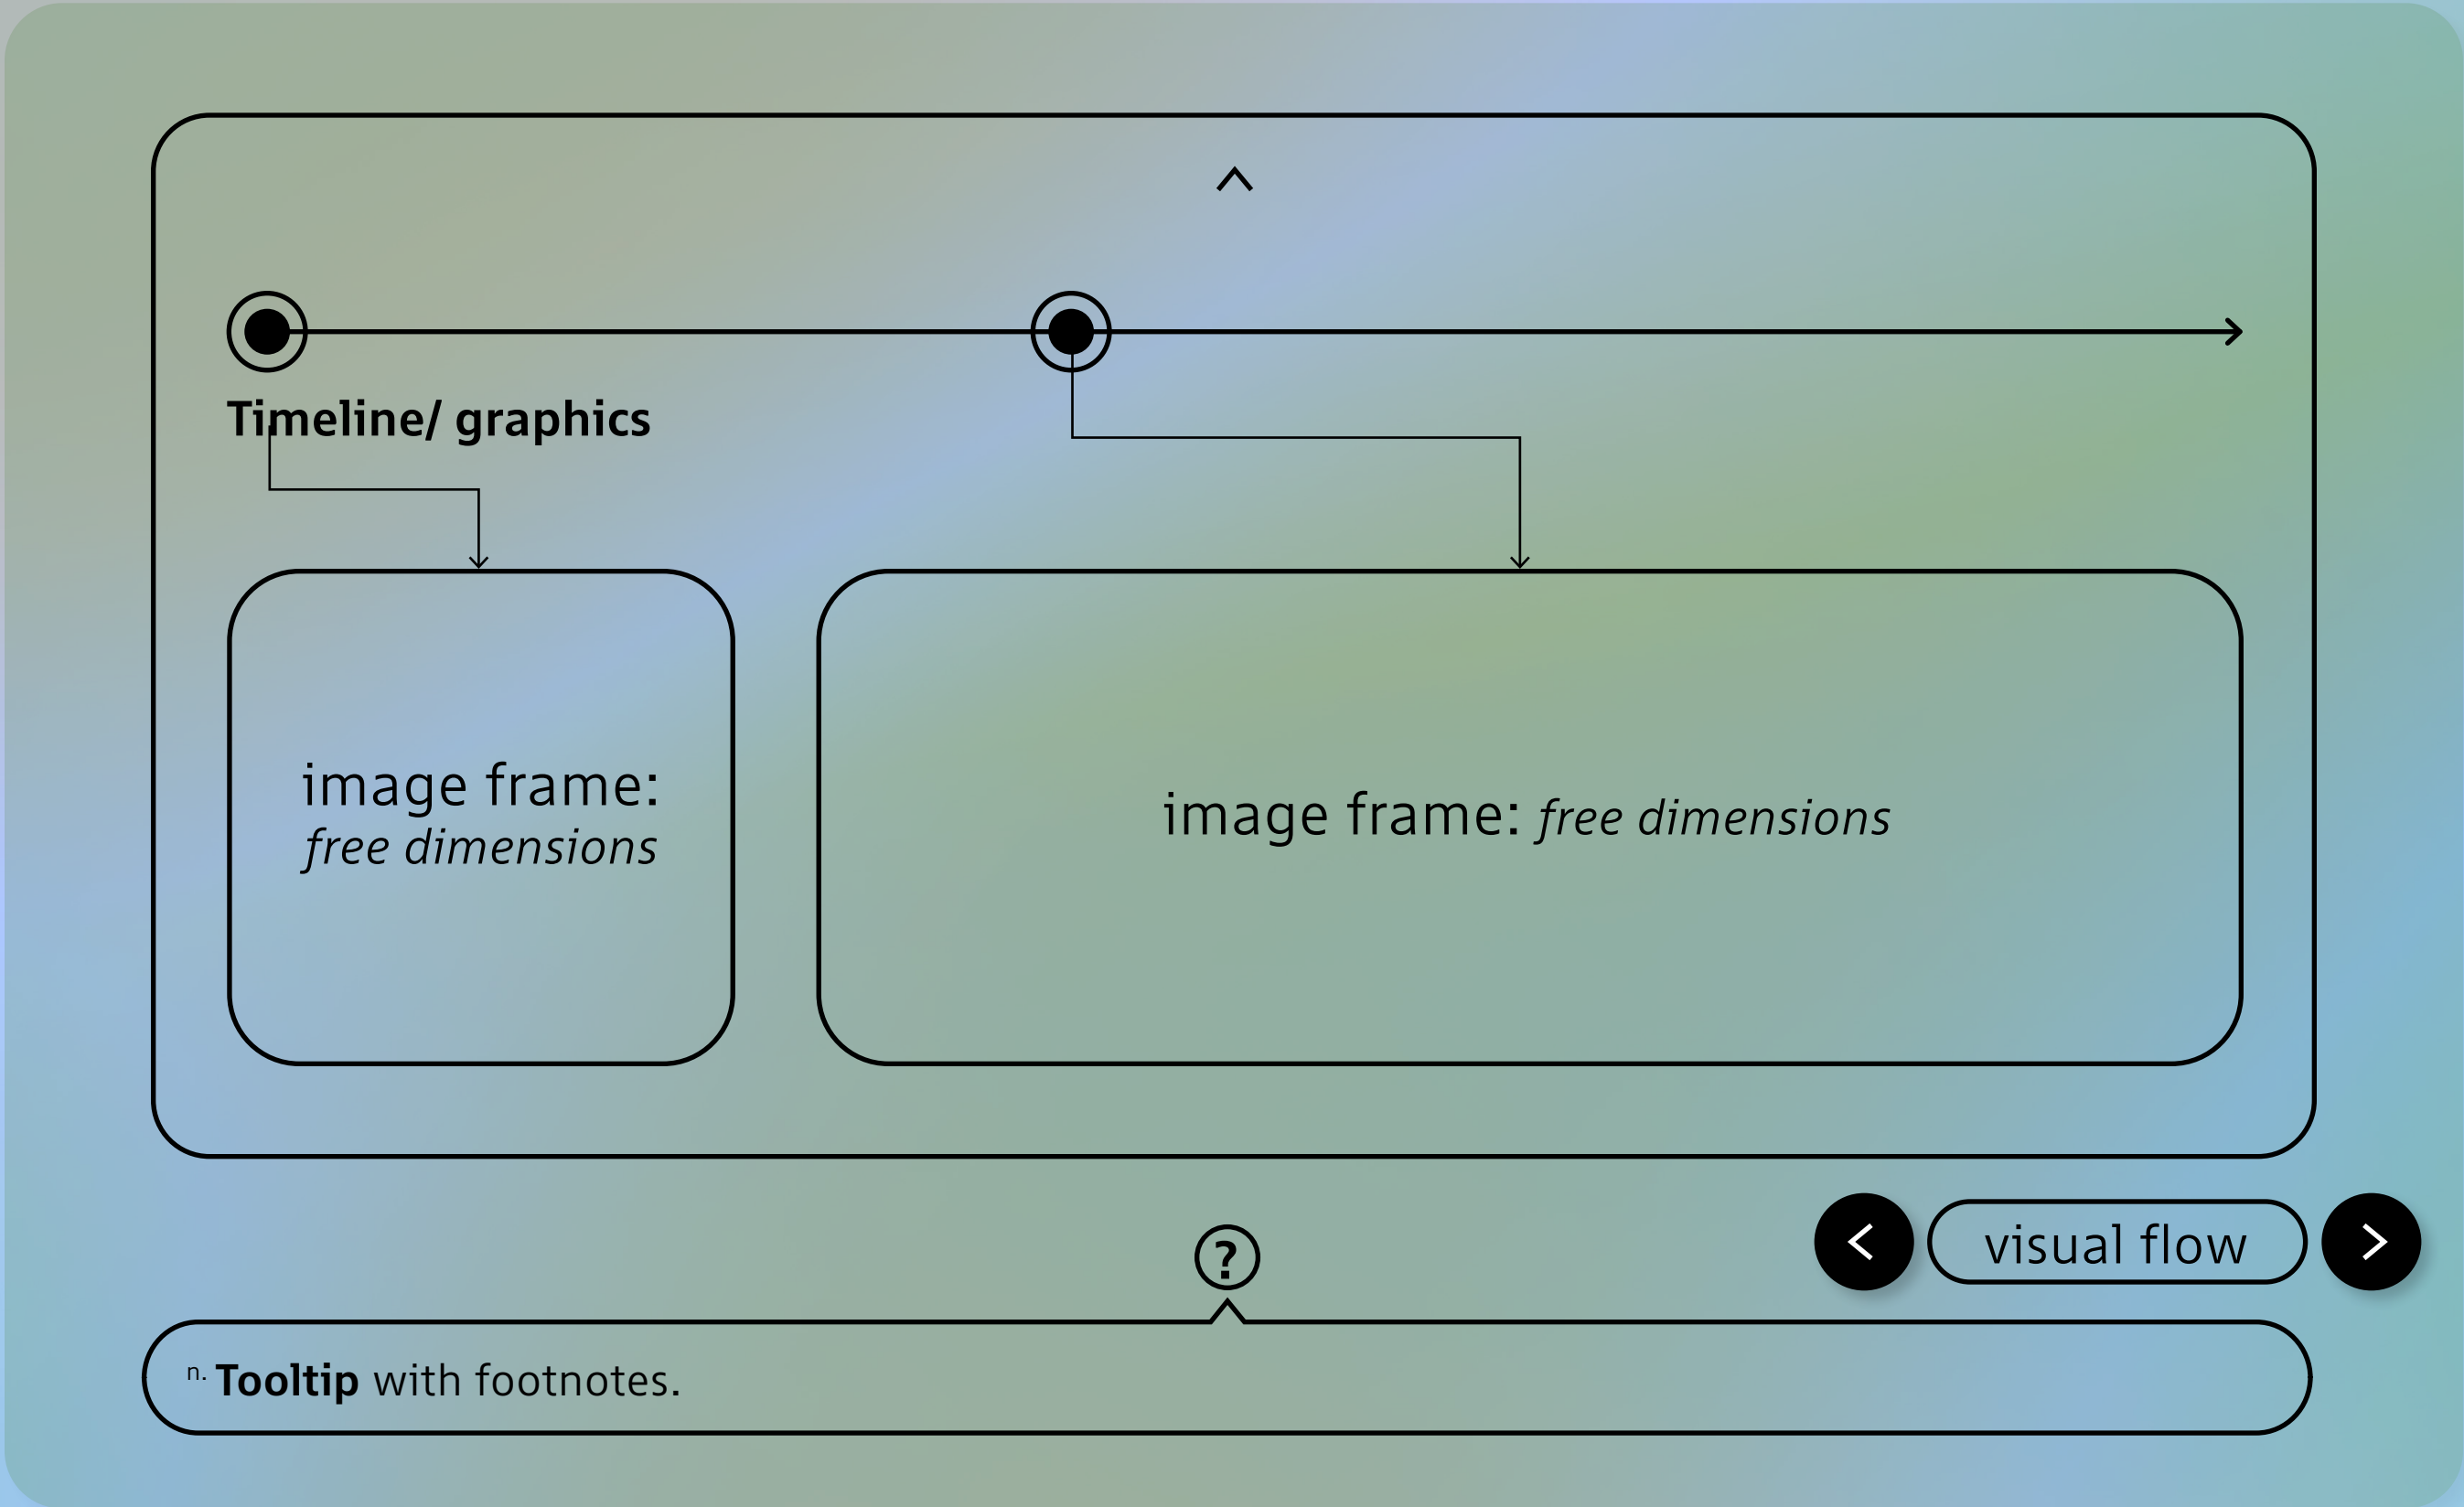 Timeline/ graphics
image frame:
free dimensions
image frame: free dimensions
visual flow
?
n. Tooltip with footnotes.